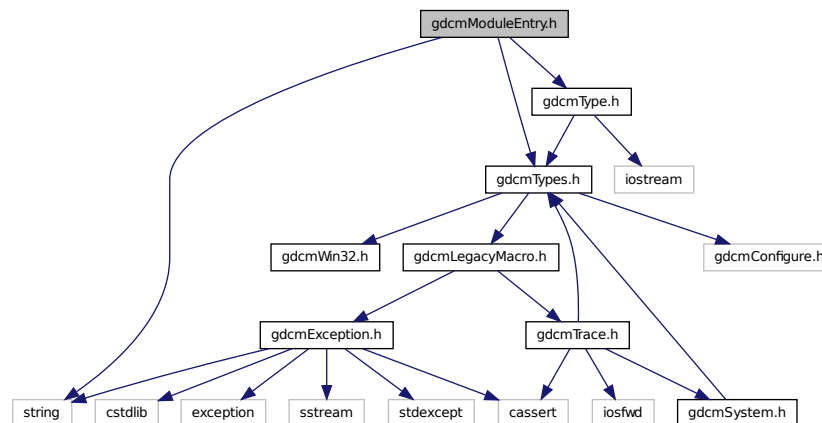 gdcmModuleEntry.h
gdcmType.h
gdcmTypes.h
iostream
gdcmWin32.h
gdcmLegacyMacro.h
gdcmConfigure.h
gdcmException.h
gdcmTrace.h
string
cstdlib
exception
sstream
stdexcept
cassert
iosfwd
gdcmSystem.h